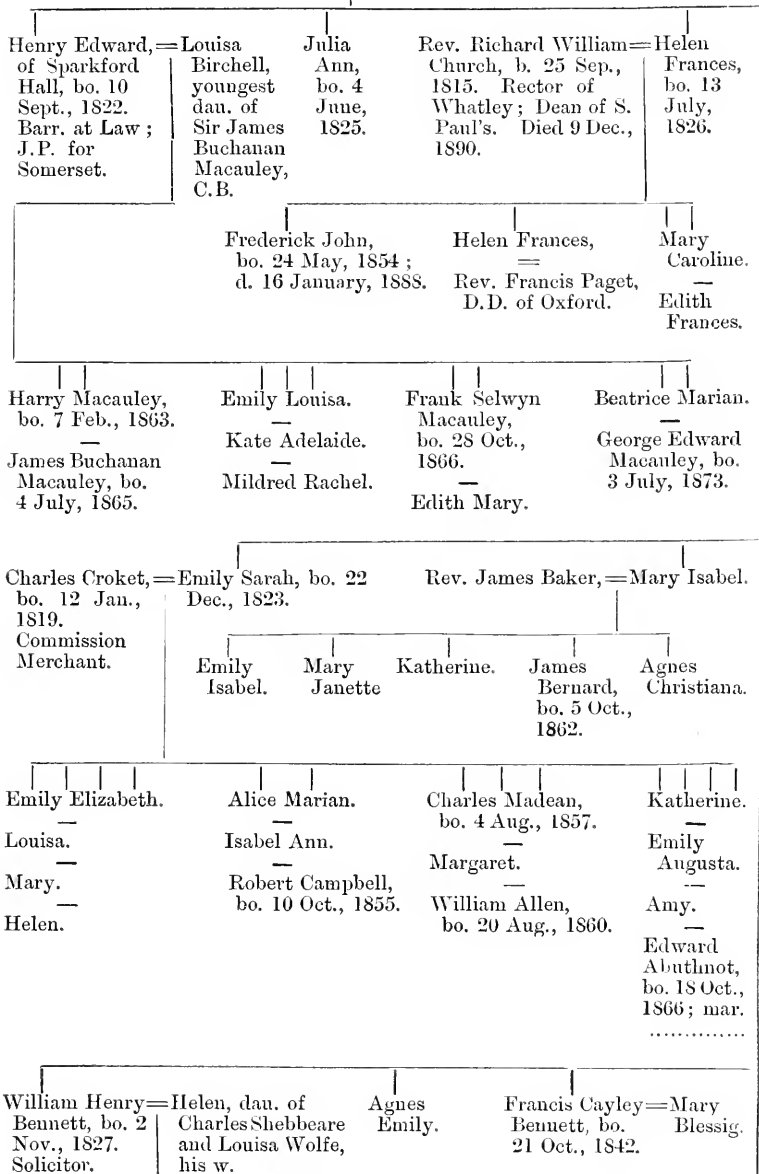 Henry Edward,
of Sparkford
Hall, bo. 10
Sept., 1822.
Barr. at Law ;
J.P. for
Somerset.
=
Louisa
Birchell,
youngest
dau. of
Sir James
Buchanan
Macauley,
C.B.
Julia
Ann,
bo. 4
June,
1825.
Rev. Richard William
Church, b. 25 Sep.,
1815. Rector of
Whatley; Dean of S.
Paul's. Died 9 Dec.,
1890.
=
Helen
Frances,
bo. 13
July,
1826.
Frederick John,
bo. 24 May, 1854 ;
d. 16 January, 1888.
Helen Frances,
=
Rev. Francis Paget,
D.D. of Oxford.
Mary
Caroline.
—
Edith
Frances.
Harry Macauley,
bo. 7 Feb., 1863.
—
James Buchanan
Macauley, bo.
4 July, 1865.
Emily Louisa.
—
Kate Adelaide.
—
Mildred Rachel.
Frank Selwyn
Macauley,
bo. 28 Oct.,
1866.
—
Edith Mary.
Beatrice Marian.
—
George Edward
Macauley, bo.
3 July, 1873.
Charles Croket,
bo. 12 Jan.,
1819.
Commission
Merchant.
=
Emily Sarah, bo. 22
Dec., 1823.
Rev. James Baker,=Mary Isabel.
Emily
Isabel.
Mary
Janette
Katherine.
James
Bernard,
bo. 5 Oct.,
1862.
Agnes
Christiana.
Emily Elizabeth.
—
Louisa.
—
Mary.
—
Helen.
Alice Marian.
—
Isabel Ann.
—
Robert Campbell,
bo. 10 Oct., 1855.
Charles Madean,
bo. 4 Aug., 1857.
—
Margaret.
—
William Allen,
bo. 20 Aug., 1860.
Katherine.
—
Emily
Augusta.
—
Amy.
—
Edward
Abuthnot,
bo. 18 Oct.,
1866; mar.
..............
William Henry
Bennett, bo. 2
Nov., 1827.
Solicitor.
=
Helen, dau. of
Charles Shebbeare
and Louisa Wolfe,
his w.
Agnes
Emily.
Francis Cayley
Bennett, bo.
21 Oct., 1842.
=
Mary
Blessig.